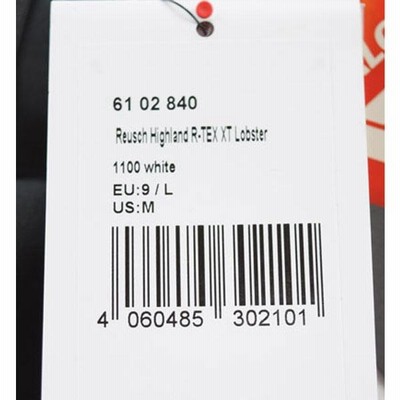 61 02 840
Reusch Highland R-TEX XT Lobster
1100 white
EU:9 / L
US:M
4 060485 302101